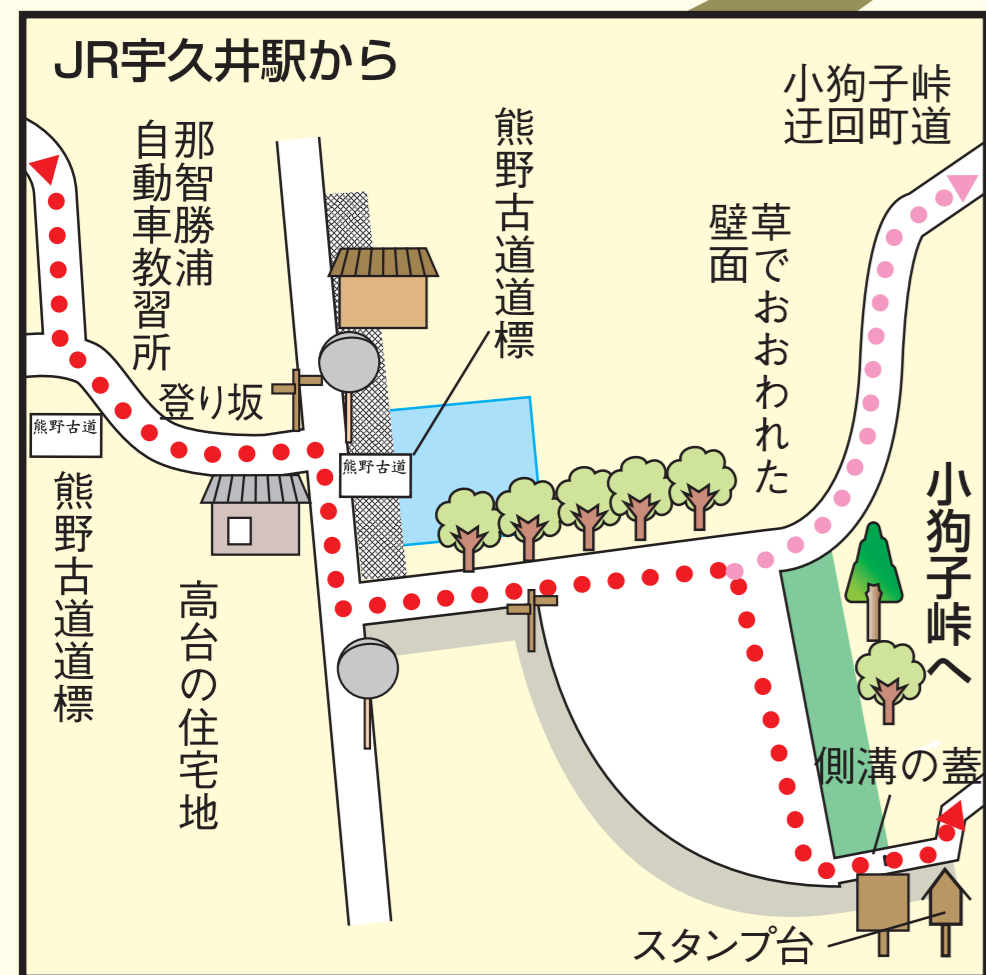 JR宇久井駅から
小狗子峠
迂回町道
熊野古道道標
那智勝浦
自動車教習所
草でおおわれた
壁面
登り坂
熊野古道
熊野古道
小狗子峠へ
熊野古道道標
高台の住宅地
側溝の蓋
スタンプ台